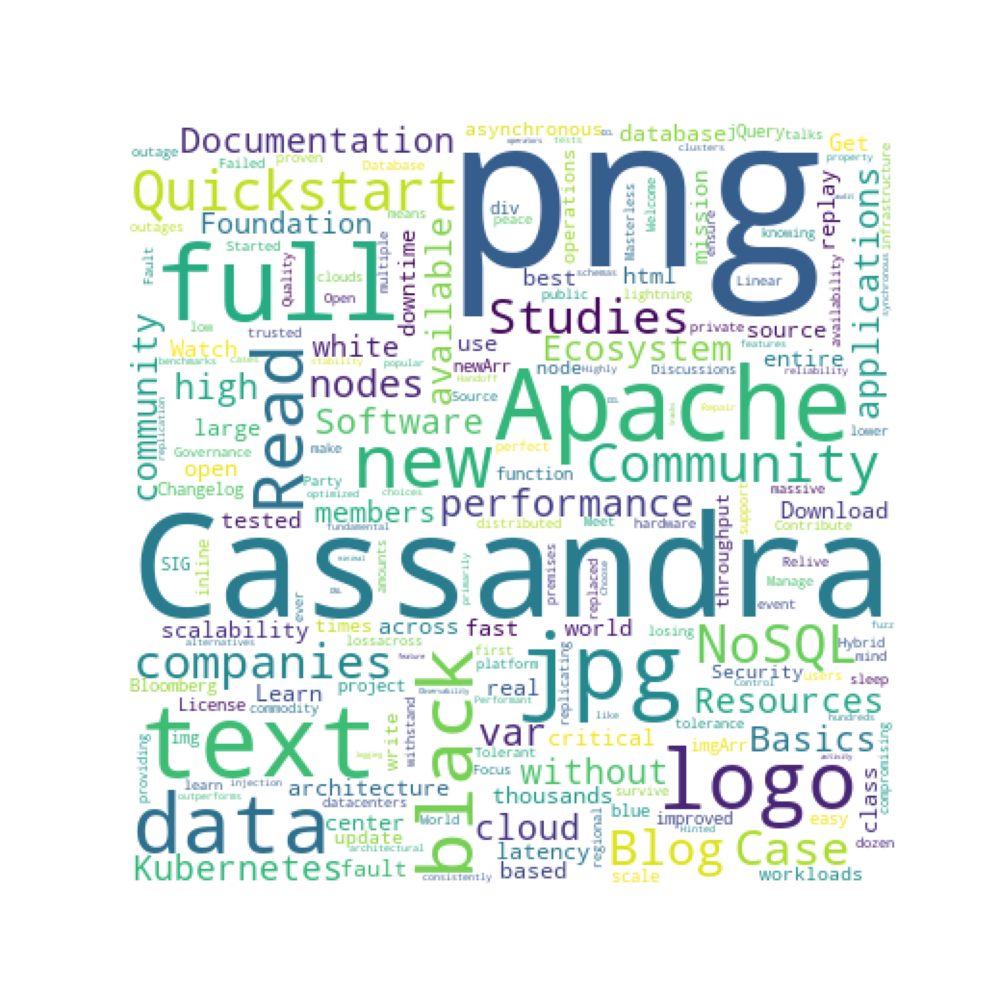 outage
Documentation
asynchronous
operators
tests
DDL
database
jQuery
talks
Failed
proven
Database
clusters
Get
property
Quickstart
png
full
outages
Foundation
means
div
peace
operations
Masterless
Welcome
mission
ensure
knowing
replay
applications
infrastructure
synchronous
audit
Fault
Started
Quality
clouds
multiple
downtime
available
best
schemas
html
Linear
availability
Open
public
lightning
low
trusted
Studies
private
source
Watch
white
use
Ecosystem
features
entire
community
benchmarks
cases
stability
popular
newArr
node
Highly
Discussions
reliability
high
Read
nodes
Handoff
Apache
replication
large
Software
Source
Repair
lower
Governance
make
perfect
open
new
function
Community
Changelog
Party
optimized
choices
performance
massive
members
throughput
support
Download
tested
fundamental
distributed
Meet
hardware
Contribute
Cassandra
SIG
inline
minimal
amounts
primarily
premises
replaced
Choose
Relive
Manage
ever
event
scalability
times
across
fast
world
losing
NoSQL
fuzz
alternatives
lossacross
first
Hybrid
companies
feature
black
platform
jpg
Security
mind
Bloomberg
Learn
project
Observability
real
replicating
Control
users
sleep
License
commodity
Performant
like
Resources
hundreds
text
write
withstand
var
critical
tolerance
imgArr
Basics
img
logging
Tolerant
logo
activity
compromising
providing
learn
injection
architecture
Focus
without
survive
class
outperforms
datacenters
thousands
data
center
World
cloud
blue
improved
easy
update
regional
Hinted
architectural
latency
Blog
Case
dozen
Kubernetes
fault
consistently
based
scale
workloads